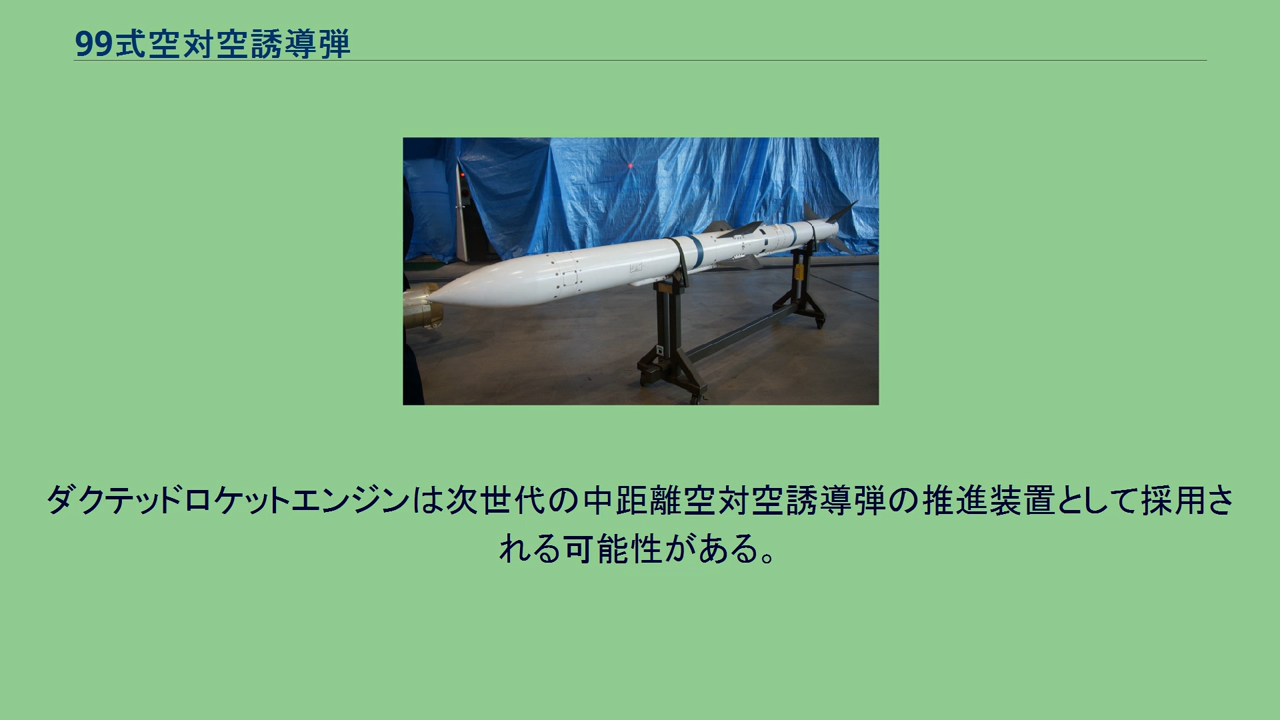 99式空対空誘導弾
ダクテッドロケットエンジンは次世代の中距離空対空誘導弾の推進装置として採用さ
れる可能性がある。